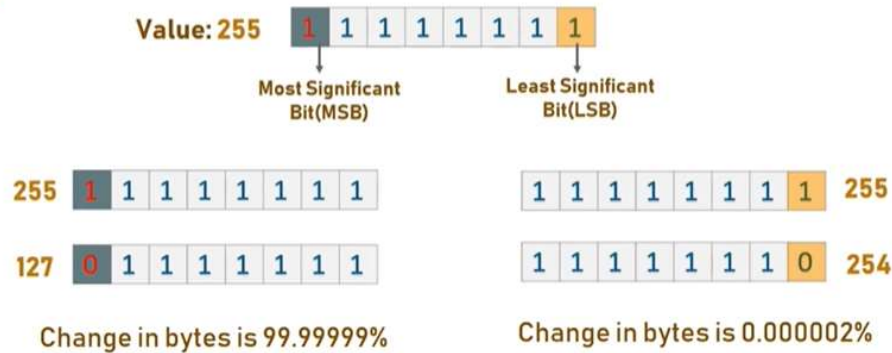 Value: 255 1 1 1 1 1 1 1 1
Most Significant Bit(MSB)
Least Significant Bit(LSB)
255 1 1 1 1 1 1 1 1
1 1 1 1 1 1 1 1 255
127 0 1 1 1 1 1 1 1
1 1 1 1 1 1 1 0 254
Change in bytes is 99.99999%
Change in bytes is 0.000002%